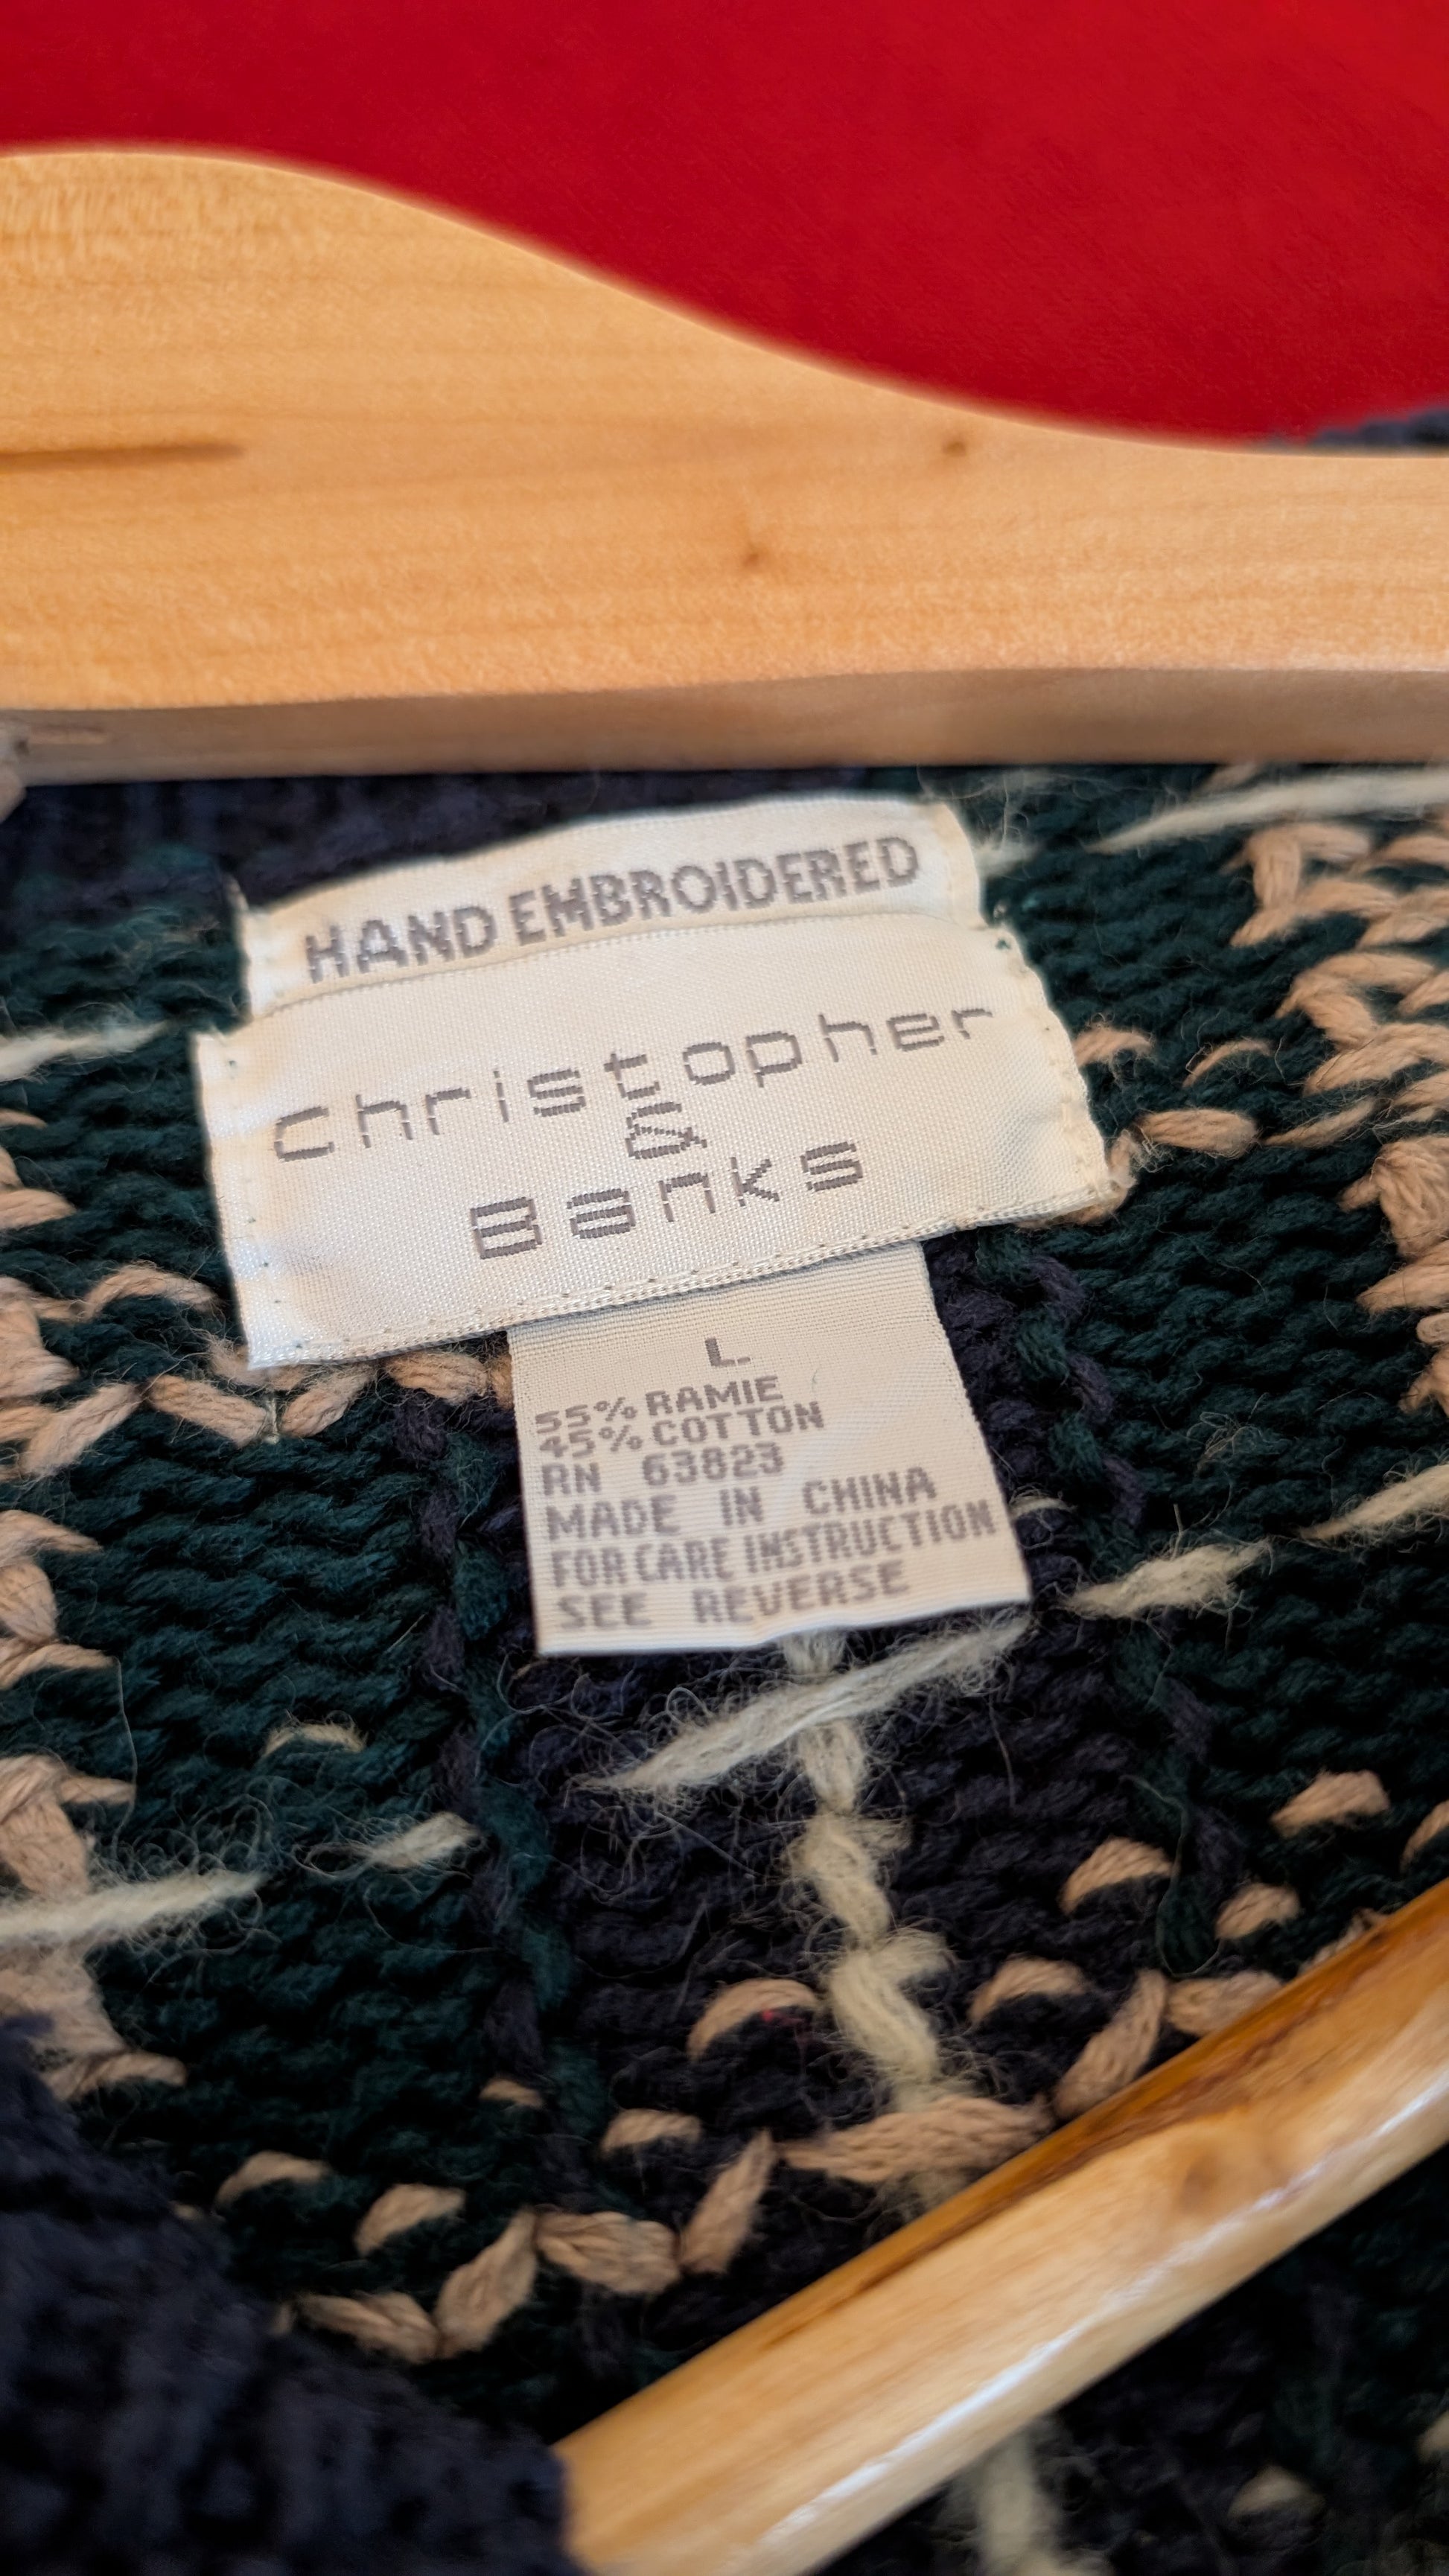 HAND EMBROIDERED
christopher
&
Banks
L
55% RAMIE
45% COTTON
RN 63823
MADE IN CHINA
FOR CARE INSTRUCTION
SEE REVERSE